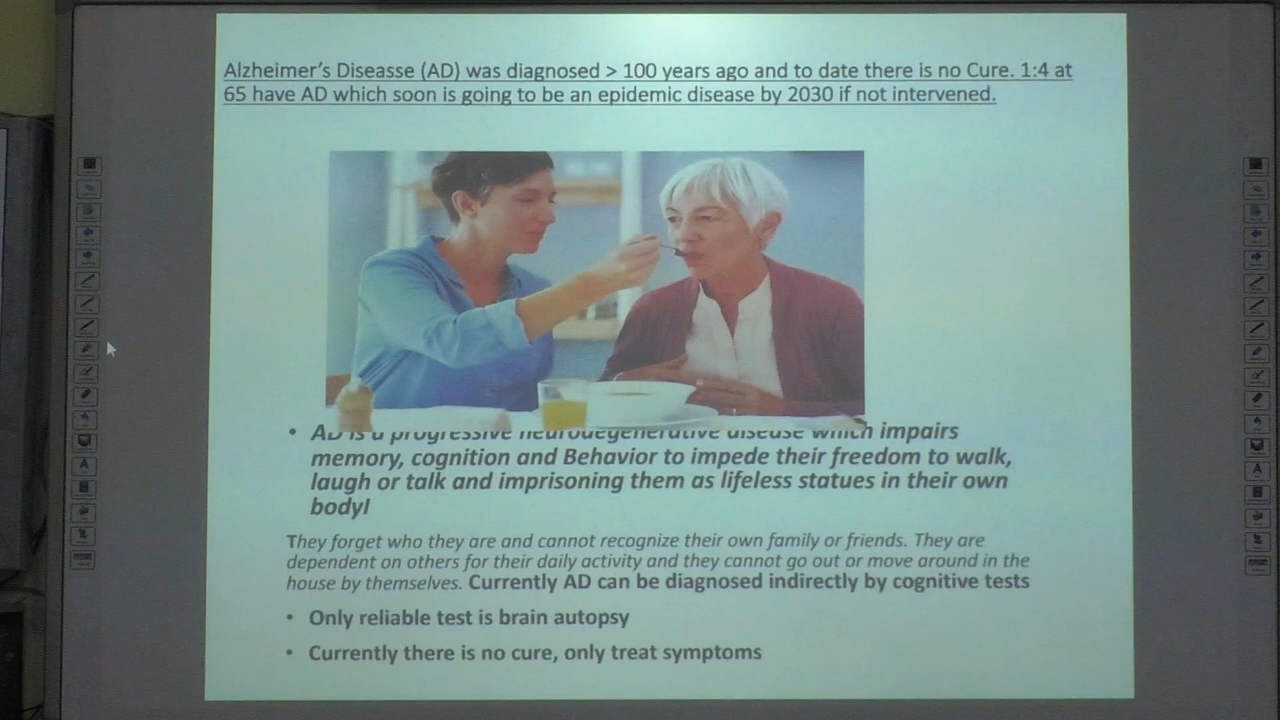 Alzheimer's Diseasse (AD) was diagnosed > 100 years ago and to date there is no Cure. 1:4 at
65 have AD which soon is going to be an epidemic disease by 2030 if not intervened.
• AD is a progressive neurodegenerative disease which impairs
memory, cognition and Behavior to impede their freedom to walk,
laugh or talk and imprisoning them as lifeless statues in their own
body!
They forget who they are and cannot recognize their own family or friends. They are
dependent on others for their daily activity and they cannot go out or move around in the
house by themselves. Currently AD can be diagnosed indirectly by cognitive tests
• Only reliable test is brain autopsy
• Currently there is no cure, only treat symptoms